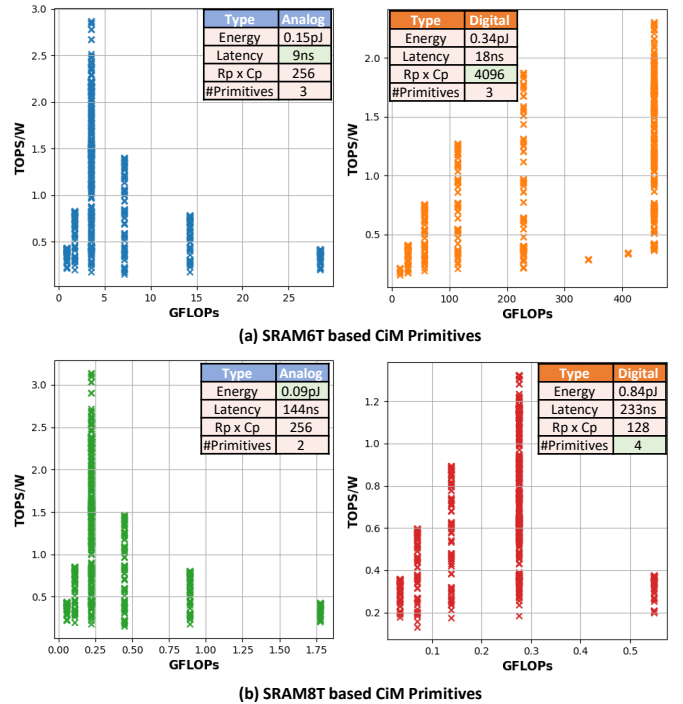 3.0
2.5
2.0
1.5
1.0
0.5
0 5 10 15 20 25
TOPS/W
GFLOPs
Type Analog
Energy 0.15pJ
Latency 9ns
Rp x Cp 256
#Primitives 3
2.0
1.5
1.0
0.5
0 100 200 300 400
TOPS/W
GFLOPs
Type Digital
Energy 0.34pJ
Latency 18ns
Rp x Cp 4096
#Primitives 3
(a) SRAM6T based CiM Primitives
3.0
2.5
2.0
1.5
1.0
0.5
0.00 0.25 0.50 0.75 1.00 1.25 1.50 1.75
TOPS/W
GFLOPs
Type Analog
Energy 0.09pJ
Latency 144ns
Rp x Cp 256
#Primitives 2
1.2
1.0
0.8
0.6
0.4
0.2
0.1 0.2 0.3 0.4 0.5
TOPS/W
GFLOPs
Type Digital
Energy 0.84pJ
Latency 233ns
Rp x Cp 128
#Primitives 4
(b) SRAM8T based CiM Primitives